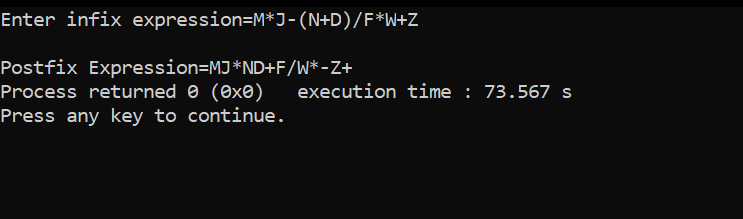 Enter infix expression=M*J-(N+D)/F*W+Z
Postfix Expression=MJ*ND+F/W*-Z+
Process returned 0 (0x0)   execution time : 73.567 s
Press any key to continue.